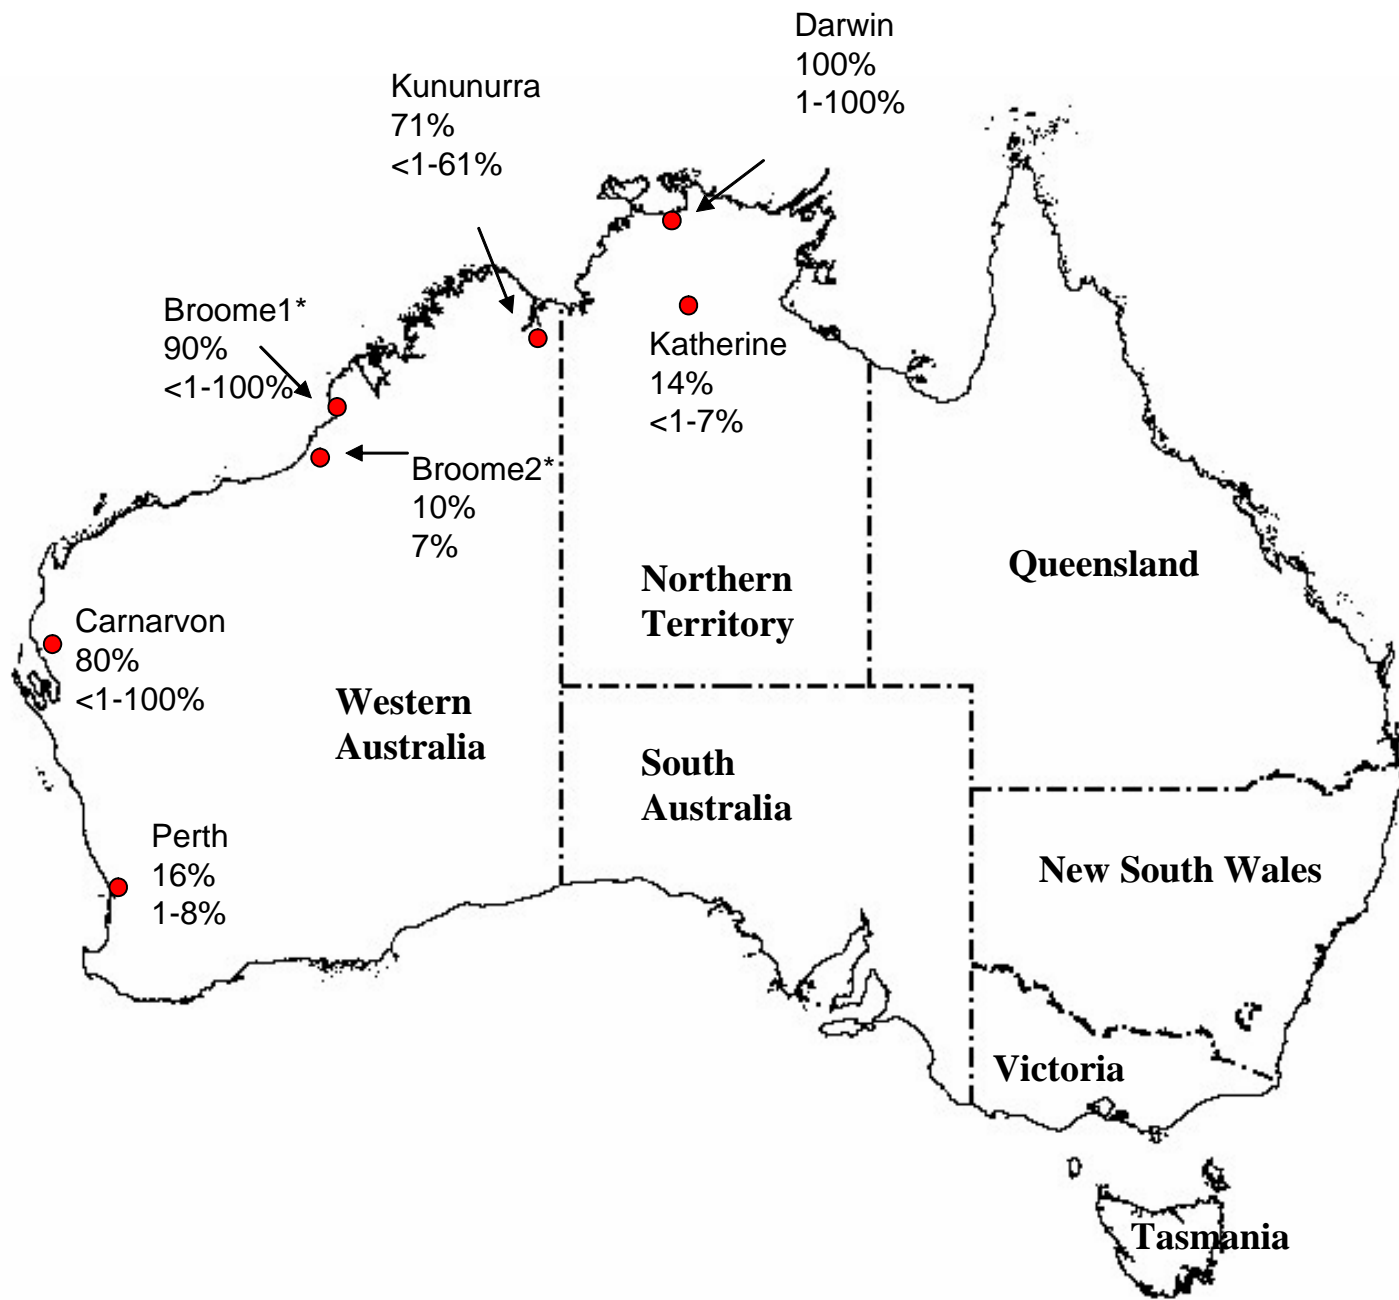 Darwin
100%
1-100%
Kununurra
71%
<1-61%
Broome1*
90%
<1-100%
Katherine
14%
<1-7%
Broome2*
10%
7%
Northern
Territory
Queensland
Carnarvon
80%
<1-100%
Western
Australia
South
Australia
Perth
16%
1-8%
New South Wales
Victoria
Tasmania